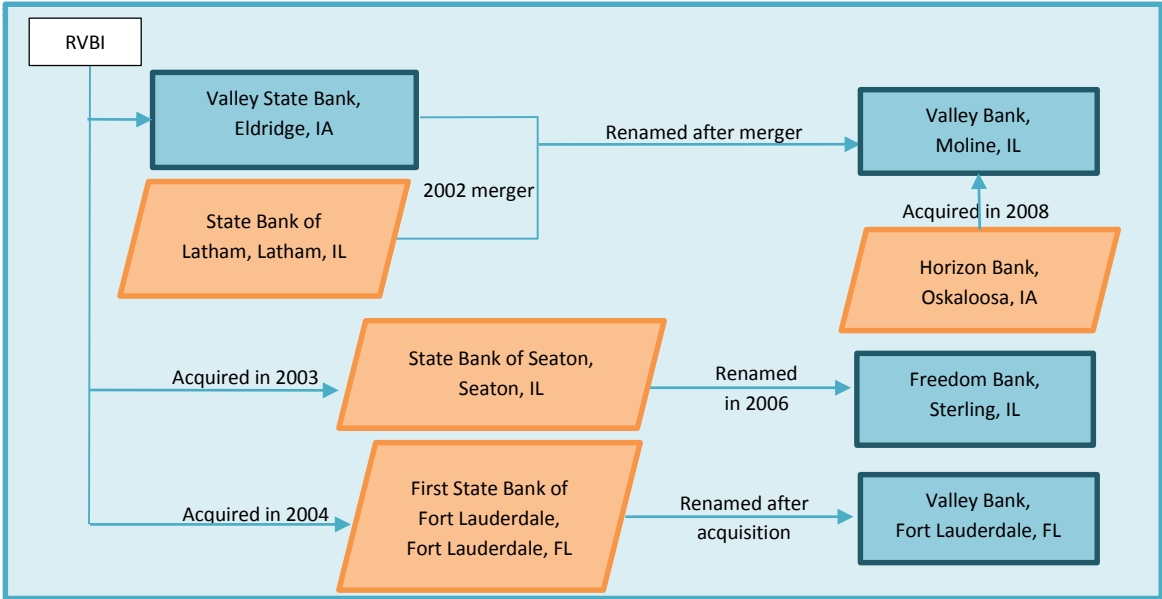 RVBI
Valley State Bank,
Eldridge, IA
Renamed after merger
Valley Bank,
Moline, IL
2002 merger
State Bank of
Latham, Latham, IL
Acquired in 2008
Horizon Bank,
Oskaloosa, IA
Acquired in 2003
State Bank of Seaton,
Seaton, IL
Renamed
in 2006
Freedom Bank,
Sterling, IL
Acquired in 2004
First State Bank of
Fort Lauderdale,
Fort Lauderdale, FL
Renamed after
acquisition
Valley Bank,
Fort Lauderdale, FL